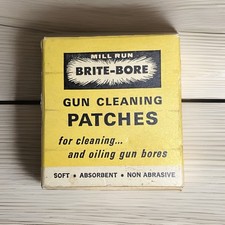 MILL RUN
BRITE-BORE
GUN CLEANING
PATCHES
for cleaning...
and oiling gun bores
SOFT • ABSORBENT • NON ABRASIVE